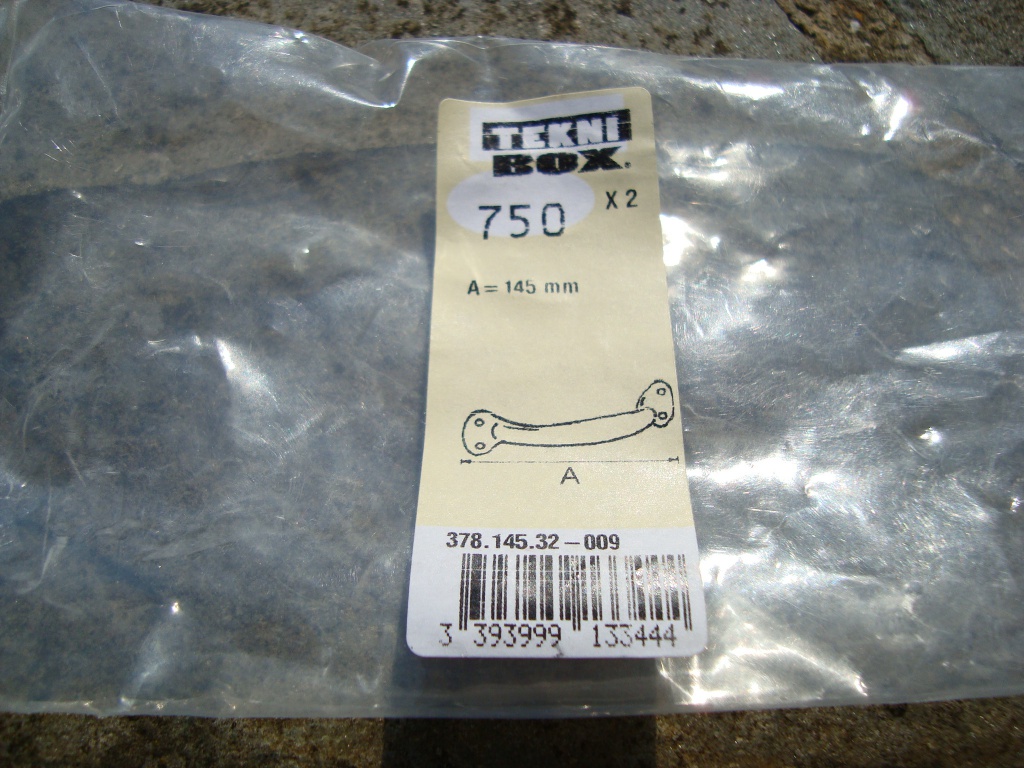 TEKNI
BOX.
X 2
750
A = 145 mm
A
378.145.32-009
3 393999 133444